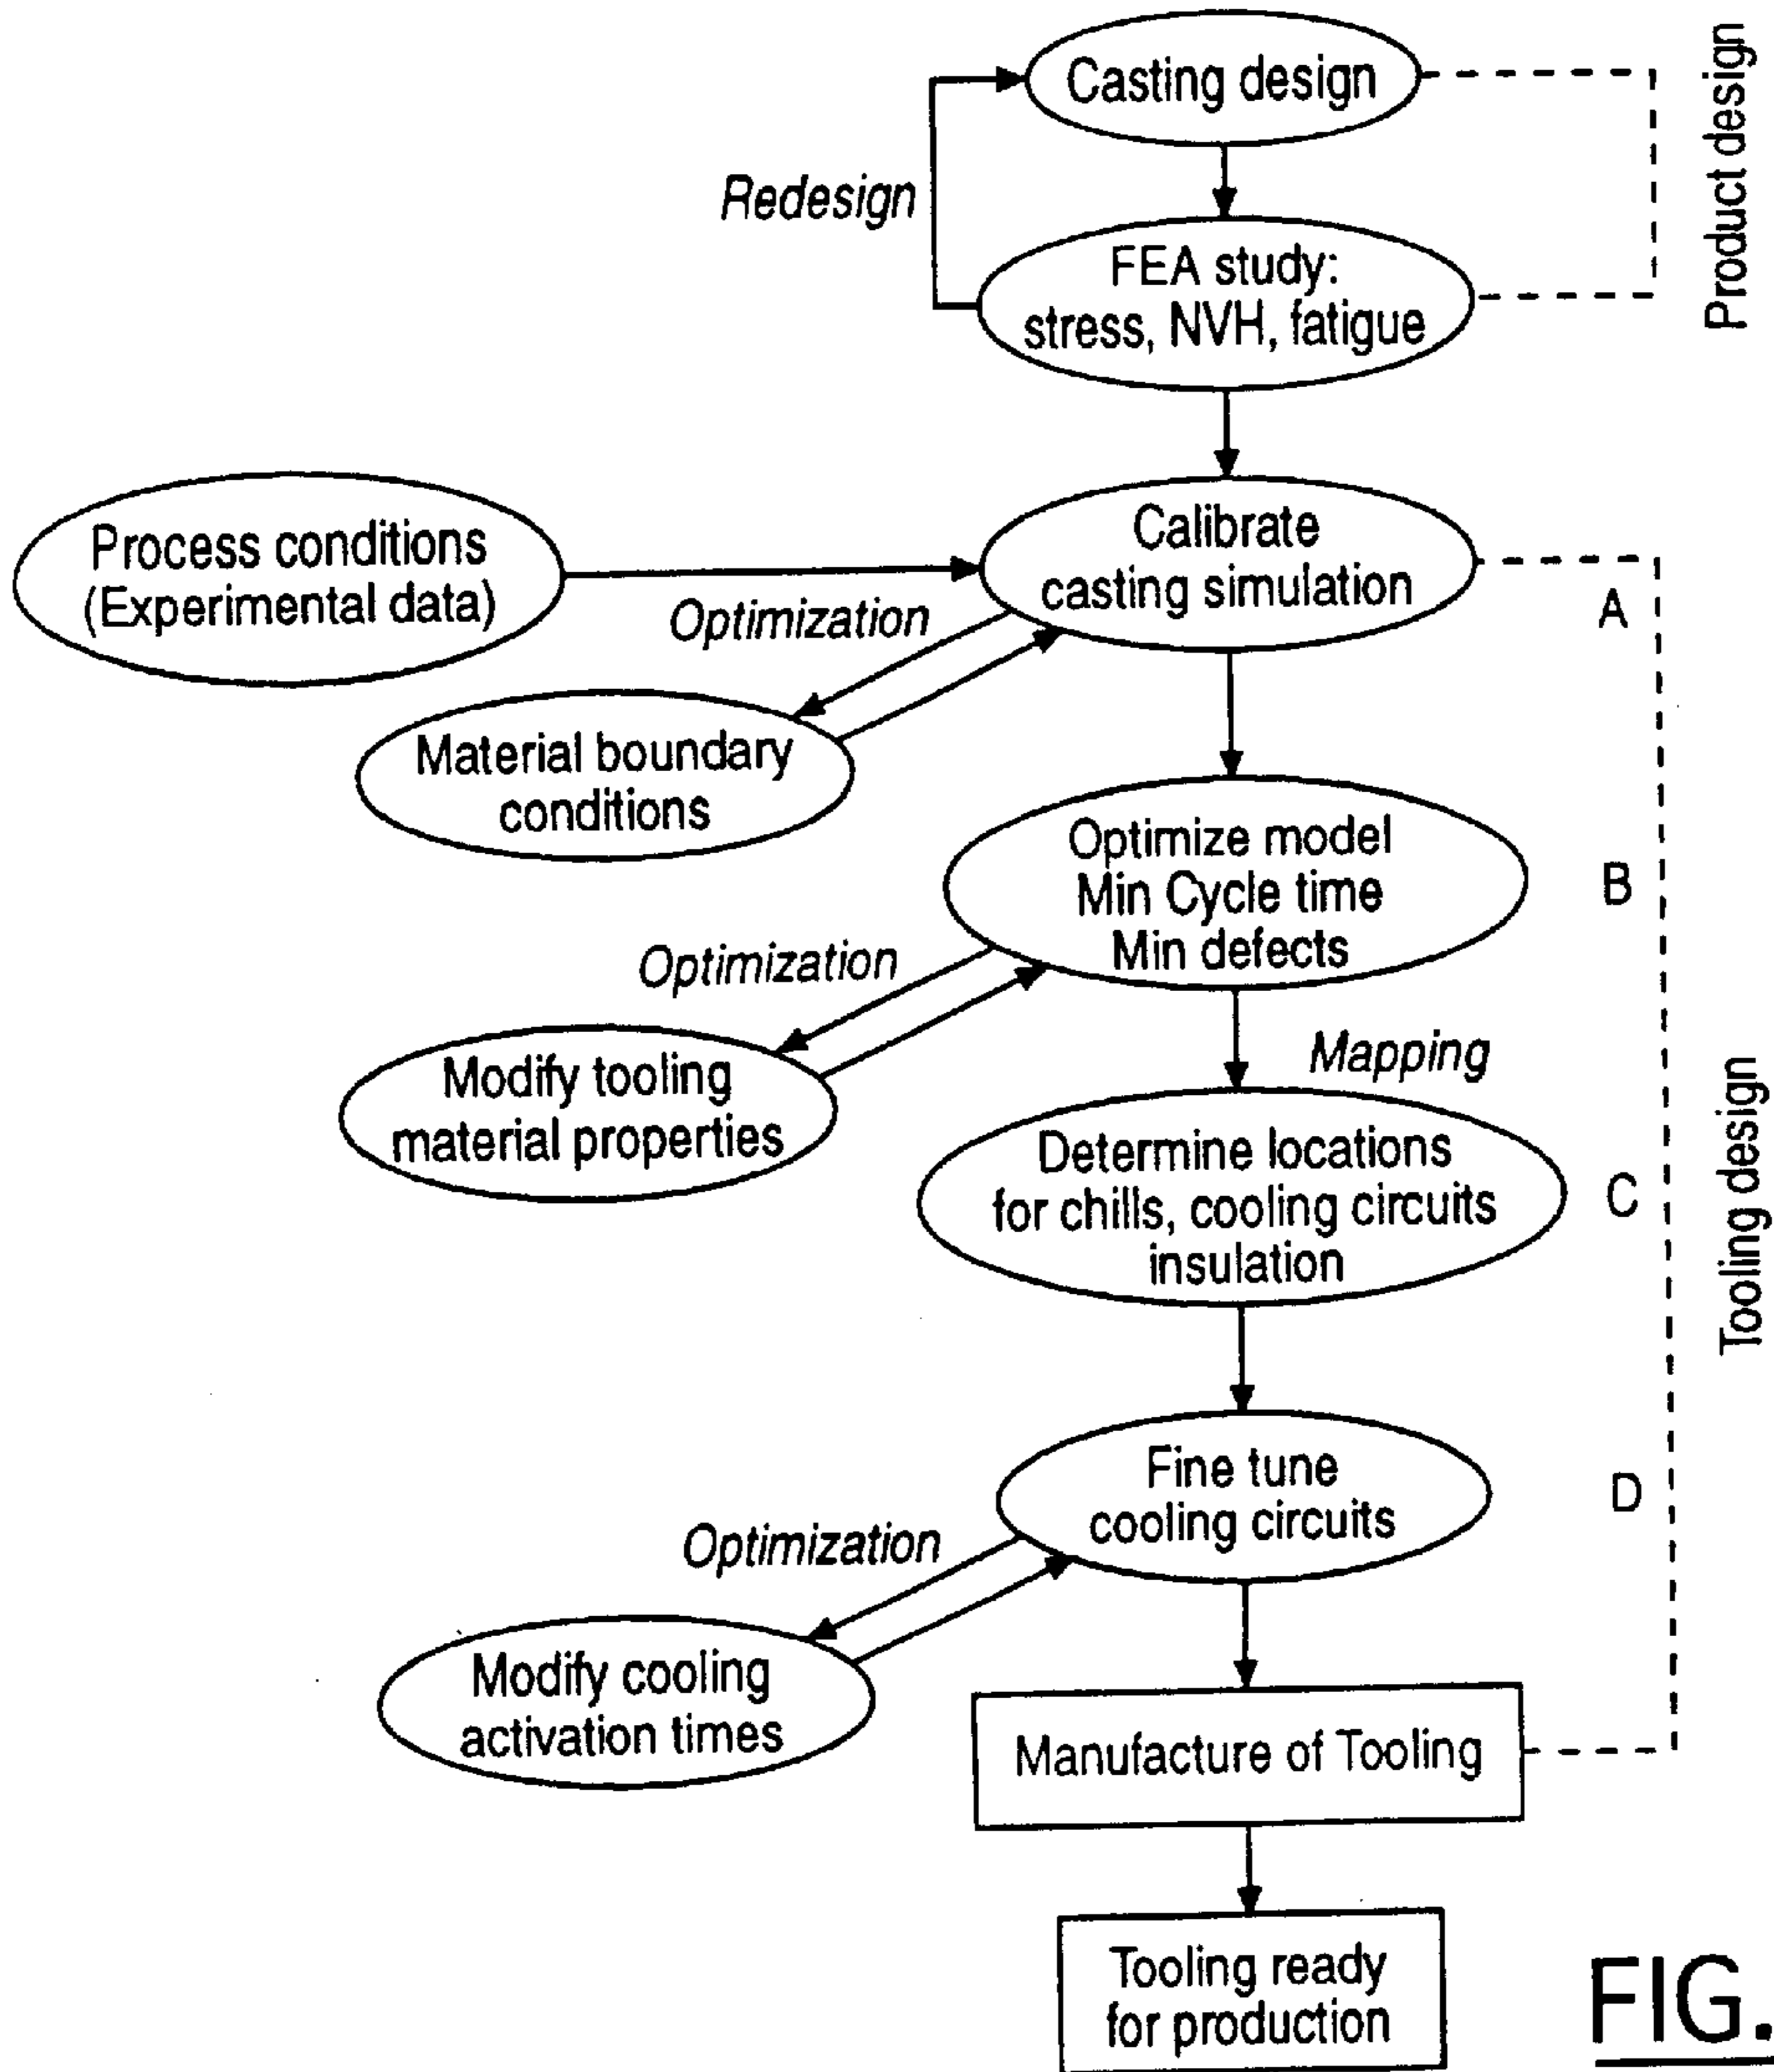 Casting design
Product design
Redesign
FEA study:
stress, NVH, fatigue
Process conditions
(Experimental data)
Calibrate
casting simulation
A
Optimization
Material boundary
conditions
Optimize model
Min Cycle time
Min defects
B
Optimization
Modify tooling
material properties
Mapping
Tooling design
Determine locations
for chills, cooling circuits
insulation
C
Fine tune
cooling circuits
D
Optimization
Modify cooling
activation times
Manufacture of Tooling
Tooling ready
for production
FIG.